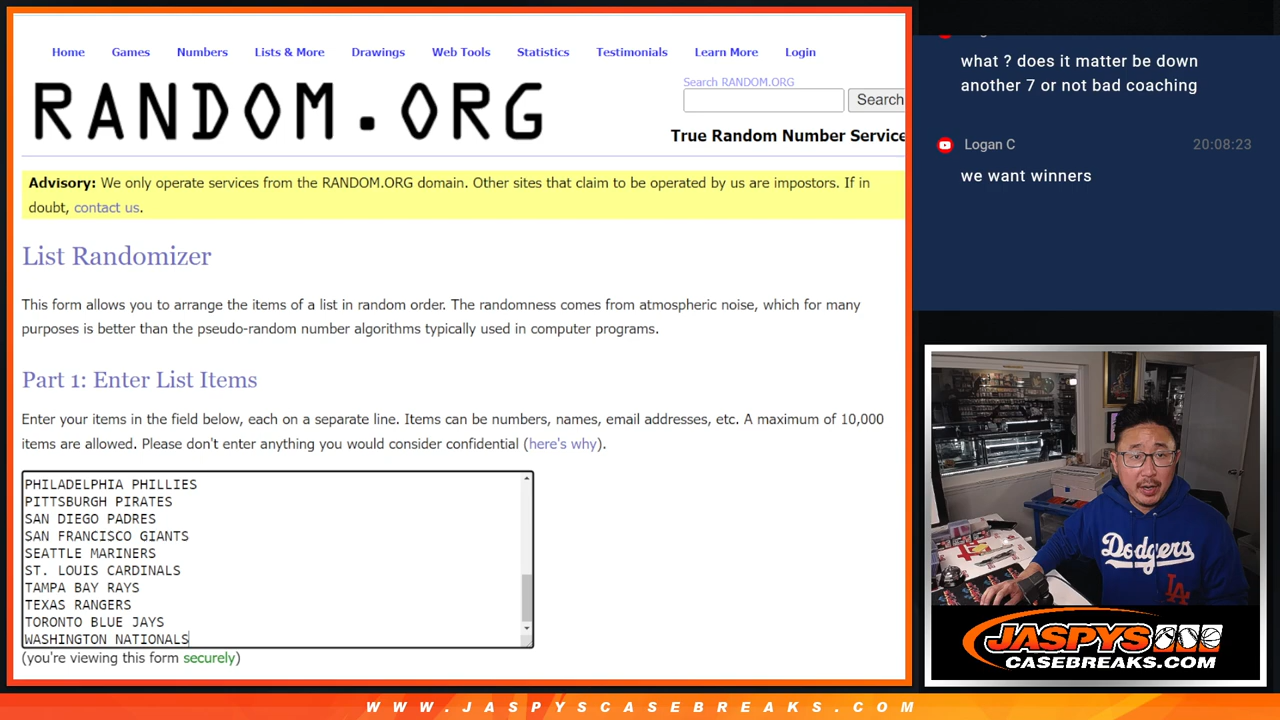 Home Games Numbers Lists & More Drawings Web Tools Statistics Testimonials Learn More Login
RANDOM.ORG
Search RANDOM.ORG
Search
True Random Number Service
Advisory: We only operate services from the RANDOM.ORG domain. Other sites that claim to be operated by us are impostors. If in
doubt, contact us.
List Randomizer
This form allows you to arrange the items of a list in random order. The randomness comes from atmospheric noise, which for many
purposes is better than the pseudo-random number algorithms typically used in computer programs.
Part 1: Enter List Items
Enter your items in the field below, each on a separate line. Items can be numbers, names, email addresses, etc. A maximum of 10,000
items are allowed. Please don't enter anything you would consider confidential (here's why).
PHILADELPHIA PHILLIES
PITTSBURGH PIRATES
SAN DIEGO PADRES
SAN FRANCISCO GIANTS
SEATTLE MARINERS
ST. LOUIS CARDINALS
TAMPA BAY RAYS
TEXAS RANGERS
TORONTO BLUE JAYS
WASHINGTON NATIONALS
(you're viewing this form securely)
what ? does it matter be down
another 7 or not bad coaching
Logan C 20:08:23
we want winners
Dodgers
LA
JASPYS
CASEBREAKS.COM
WWW.JASPYSCASEBREAKS.COM